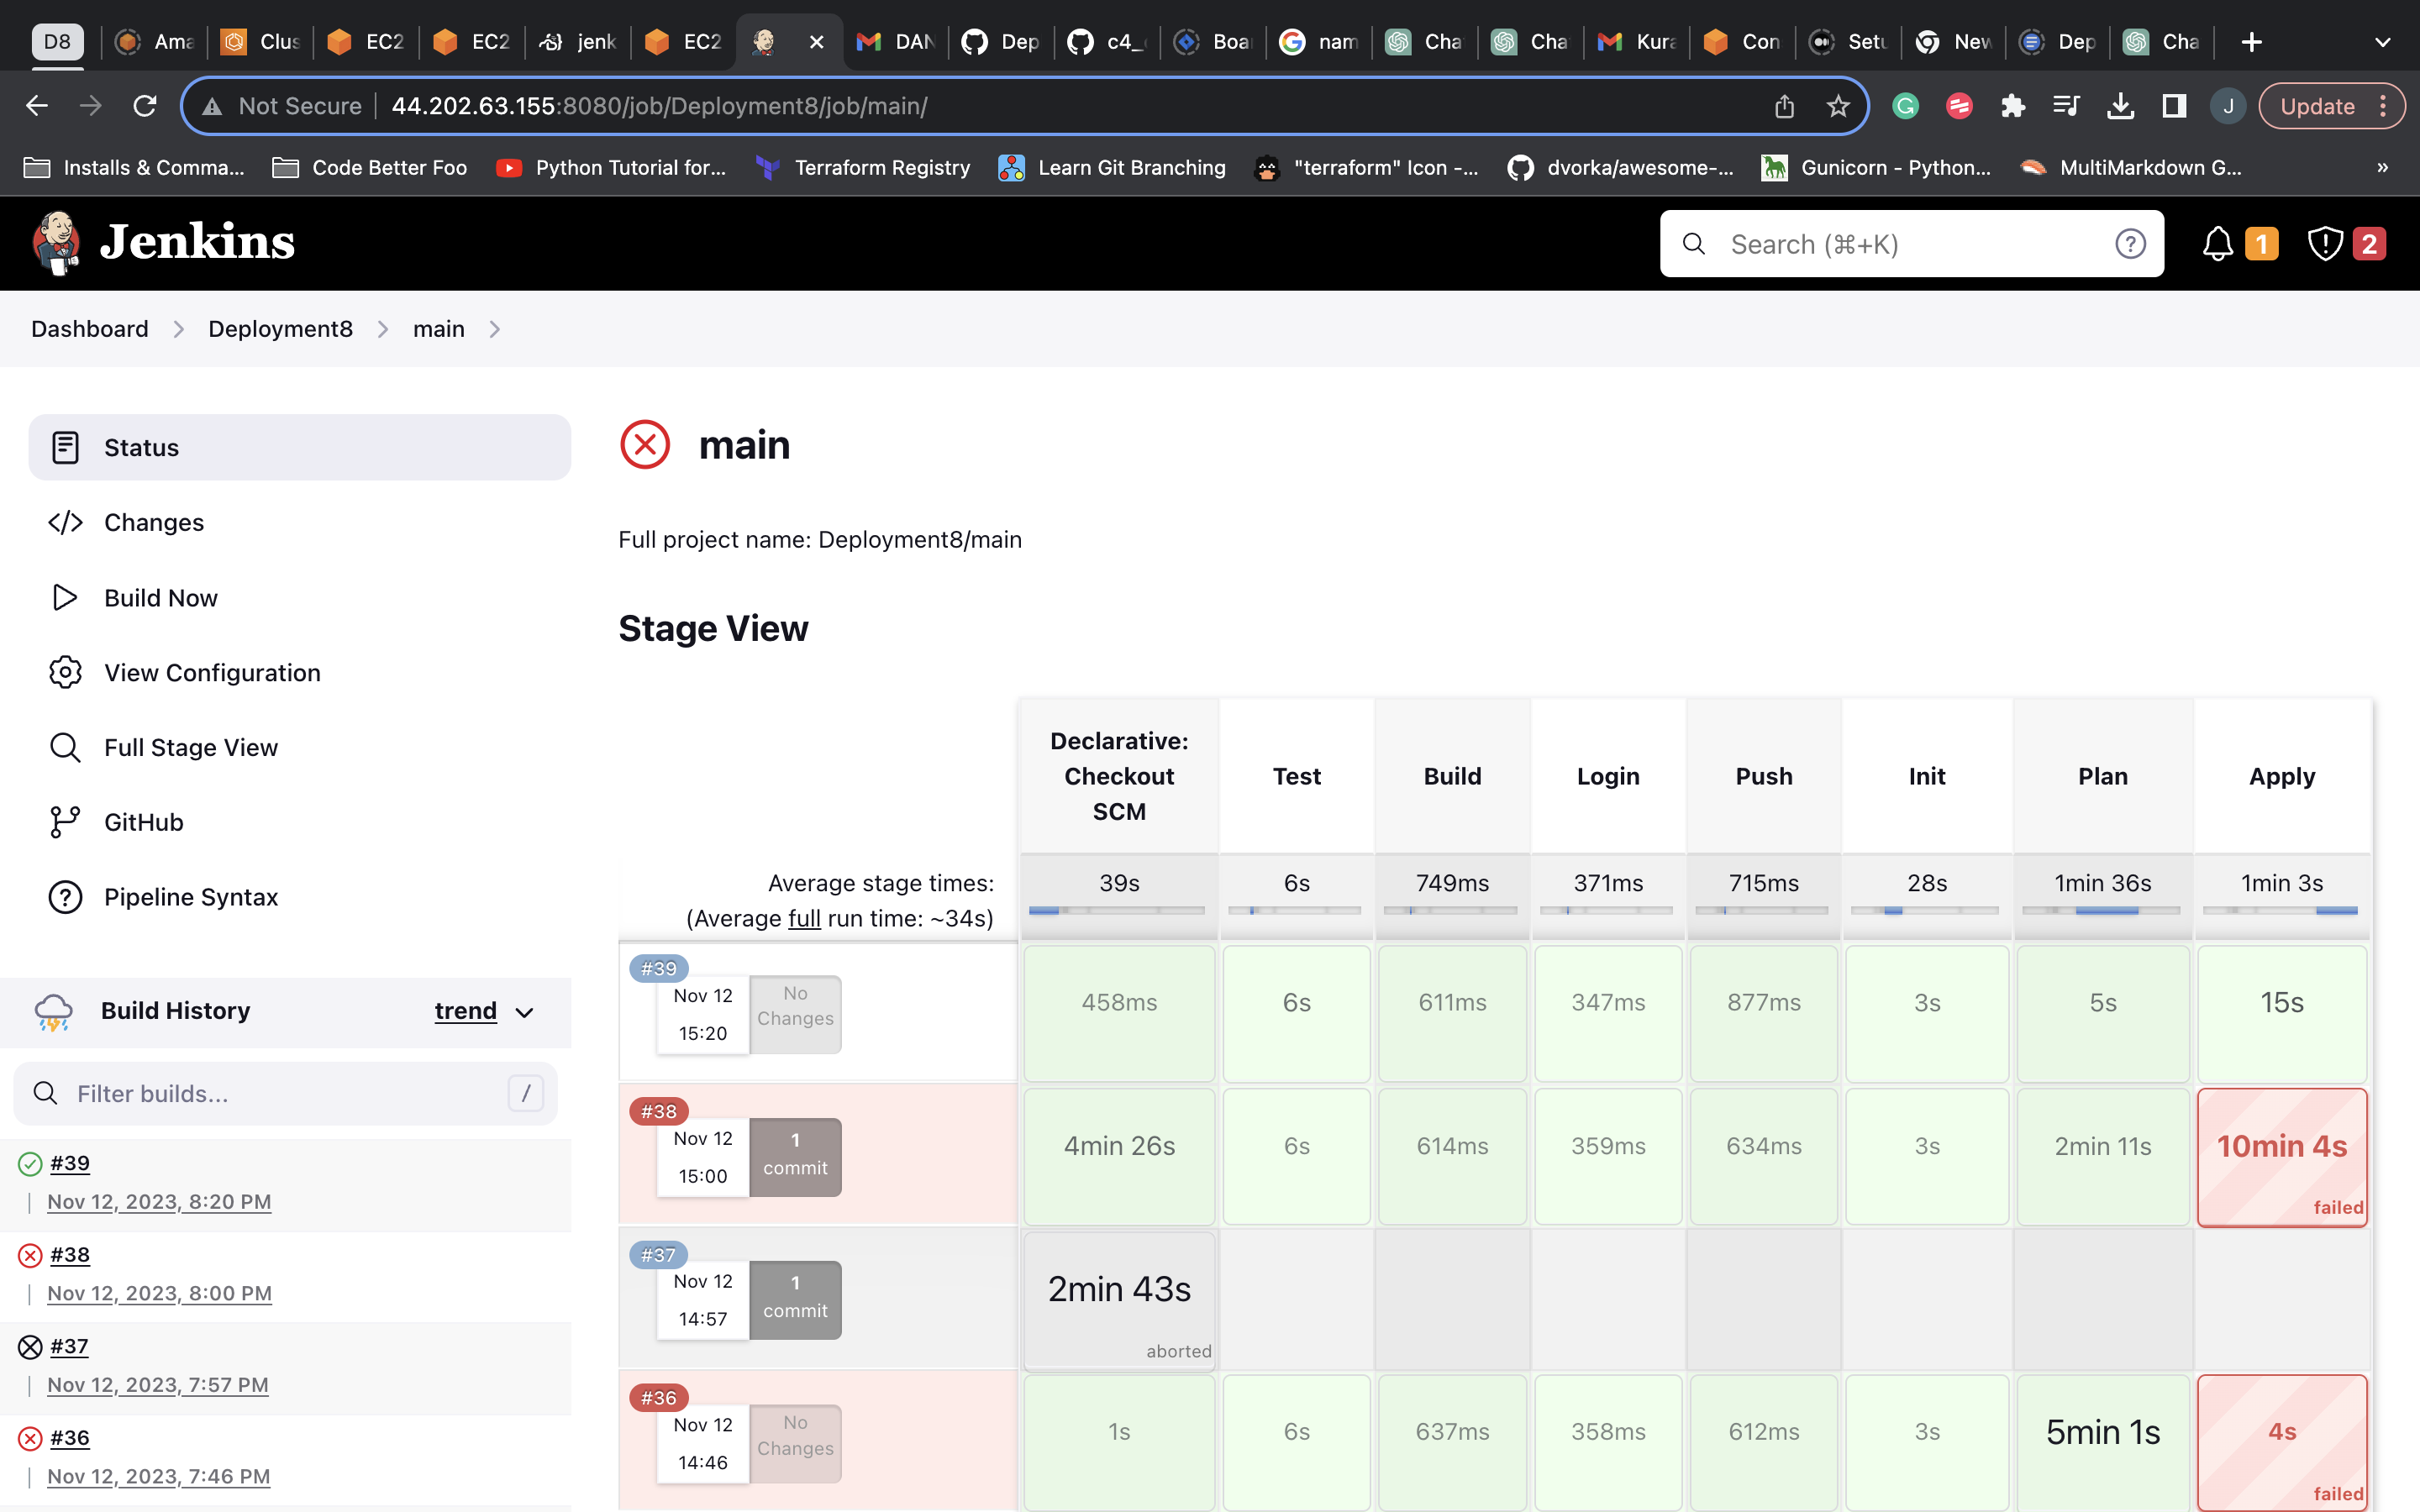 D8
Ama
Clus
EC2
EC2
jenk
EC2
DAN
Dep
c4_
Boa
nam
Cha
Cha
Kura
Con
Setu
New
Dep
Cha
Not Secure
44.202.63.155:8080/job/Deployment8/job/main/
J
Update
Installs & Comma...
Code Better Foo
Python Tutorial for...
Terraform Registry
Learn Git Branching
"terraform" Icon -...
dvorka/awesome-...
Gunicorn - Python...
MultiMarkdown G...
»
Jenkins
Search (⌘+K)
1
2
Dashboard
Deployment8
main
Status
Changes
Build Now
View Configuration
Full Stage View
GitHub
Pipeline Syntax
Build History
trend
Filter builds...
/
#39
Nov 12, 2023, 8:20 PM
#38
Nov 12, 2023, 8:00 PM
#37
Nov 12, 2023, 7:57 PM
#36
Nov 12, 2023, 7:46 PM
main
Full project name: Deployment8/main
Stage View
Declarative:
Checkout
SCM
Test
Build
Login
Push
Init
Plan
Apply
Average stage times:
(Average full run time: ~34s)
39s
6s
749ms
371ms
715ms
28s
1min 36s
1min 3s
#39
Nov 12
15:20
No
Changes
458ms
6s
611ms
347ms
877ms
3s
5s
15s
#38
Nov 12
15:00
1
commit
4min 26s
6s
614ms
359ms
634ms
3s
2min 11s
10min 4s
failed
#37
Nov 12
14:57
1
commit
2min 43s
aborted
#36
Nov 12
14:46
No
Changes
1s
6s
637ms
358ms
612ms
3s
5min 1s
4s
failed